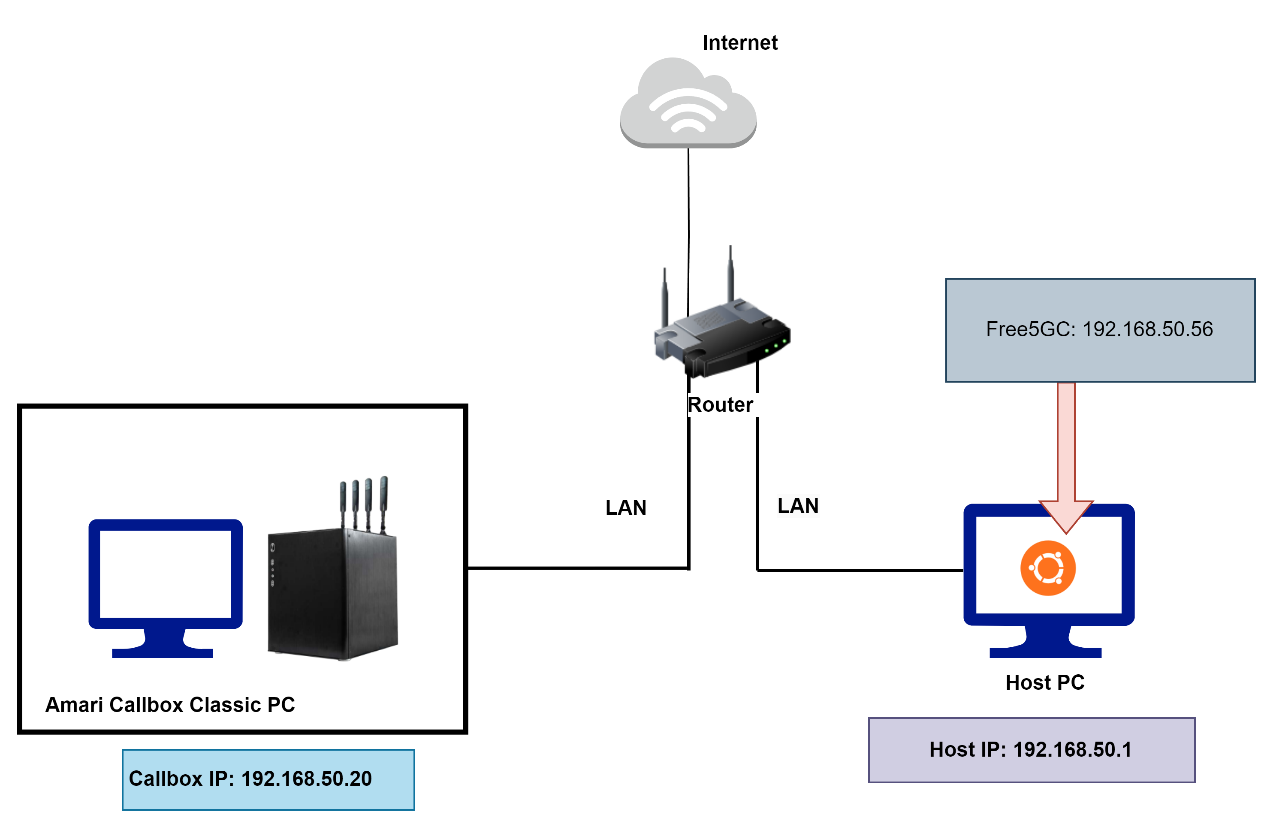 Internet
Free5GC: 192.168.50.56
Router
LAN
LAN
Host PC
Amari Callbox Classic PC
Host IP: 192.168.50.1
Callbox IP: 192.168.50.20